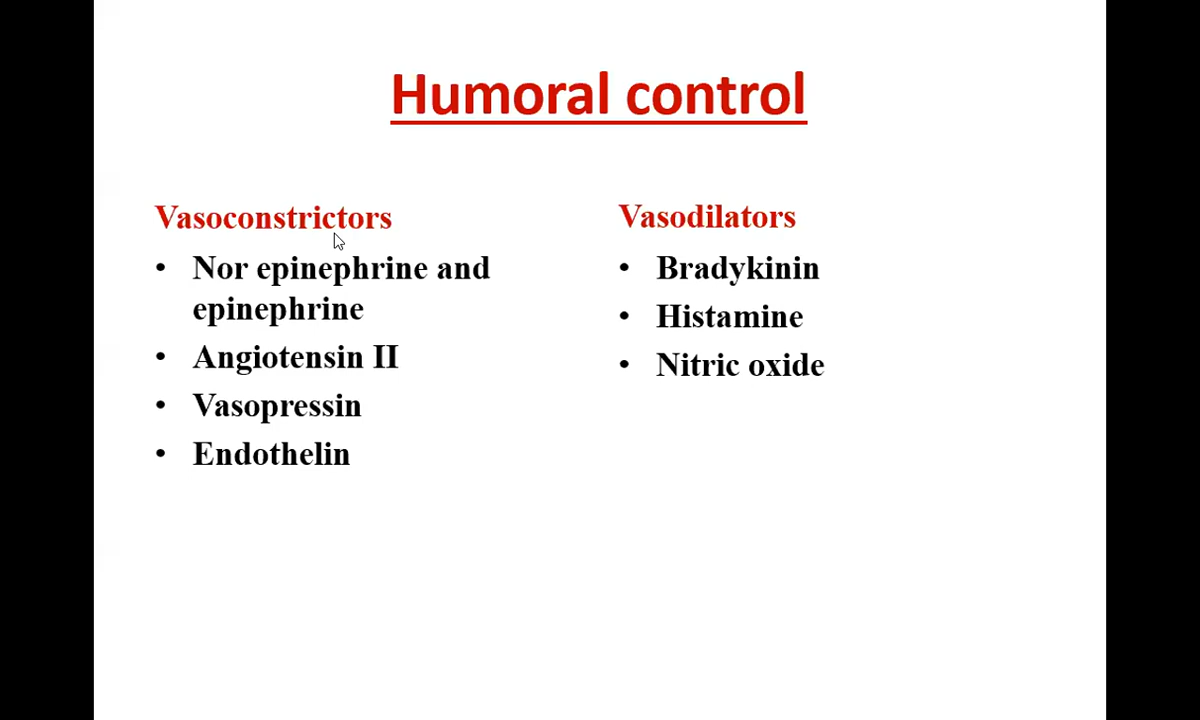 Humoral control
Vasoconstrictors
• Nor epinephrine and
epinephrine
• Angiotensin II
• Vasopressin
• Endothelin
Vasodilators
• Bradykinin
• Histamine
• Nitric oxide